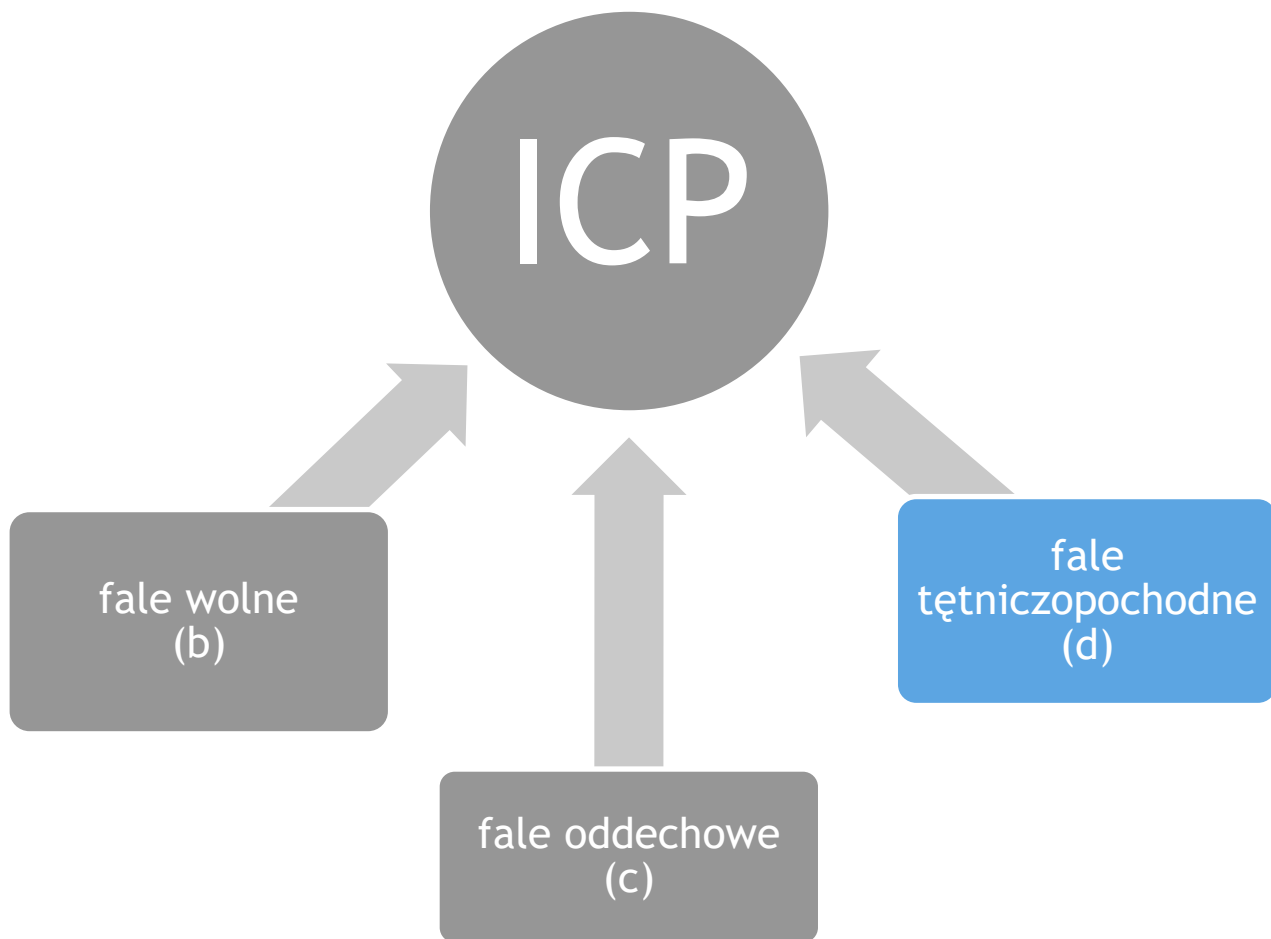 ICP
fale wolne
(b)
fale
tętniczopochodne
(d)
fale oddechowe
(c)